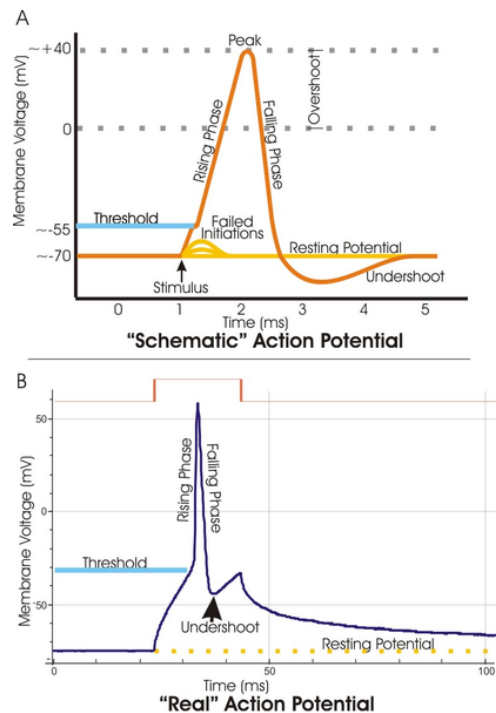 A
~+40
Peak
Overshoot
Membrane Voltage (mV)
0
Rising Phase
Falling Phase
Threshold
Failed
Initiations
~-55
Resting Potential
~-70
Stimulus
Undershoot
0 1 2 3 4 5
Time (ms)
"Schematic" Action Potential
B
50
Rising Phase
Falling Phase
Membrane Voltage (mV)
0
Threshold
-50
Undershoot
Resting Potential
0 50 100
Time (ms)
"Real" Action Potential